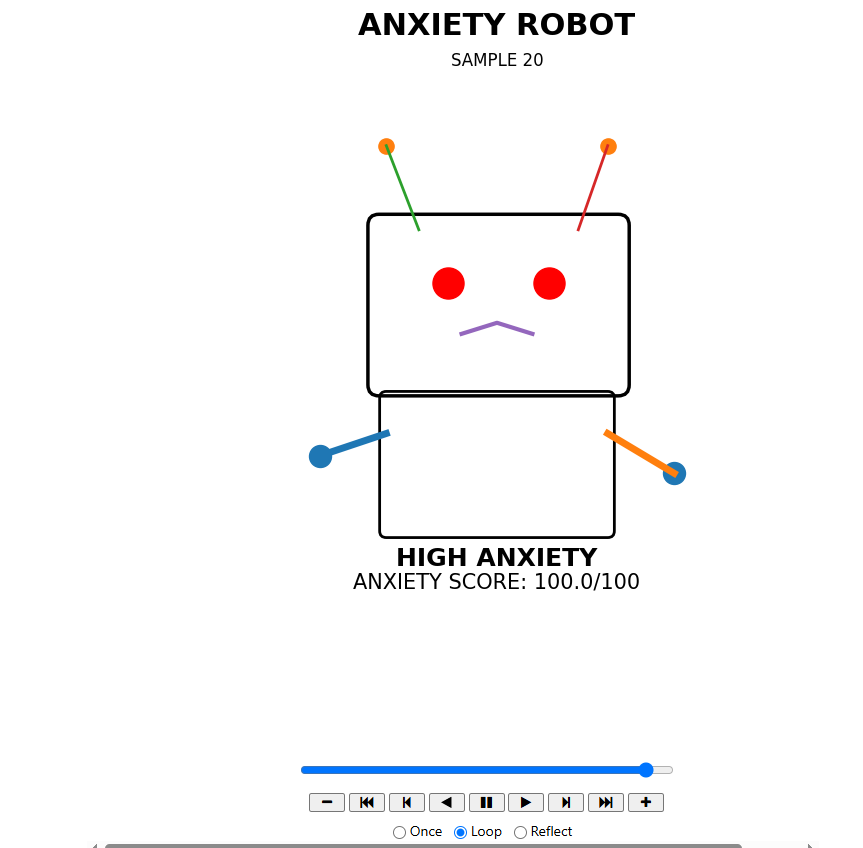 ANXIETY ROBOT
SAMPLE 20
HIGH ANXIETY
ANXIETY SCORE: 100.0/100
Once Loop Reflect